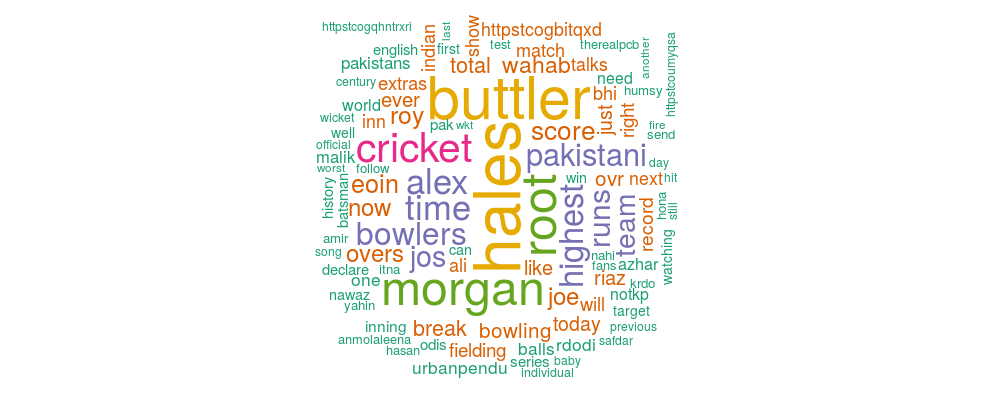 httpstcogqhntrxri
last
show
httpstcogbitqxd
english
indian
first
test
match
therealpcb
another
httpstcoumyqsa
pakistans
total
wahab
talks
century
extras
buttler
need
bhi
humsy
world
ever
just
right
wicket
inn
roy
pak
wkt
score
fire
send
well
official
cricket
hales
pakistani
malik
worst
follow
alex
root
highest
win
ovr
next
day
hit
history
batsman
eoin
now
time
runs
team
record
hona
still
amir
bowlers
watching
song
overs
jos
can
nahi
fans
azhar
declare
itna
ali
like
riaz
krdo
one
nawaz
yahin
morgan
joe
will
notkp
target
inning
break
bowling
today
previous
anmolaleena
hasan
odis
fielding
balls
rdodi
safdar
urbanpendu
series
baby
individual